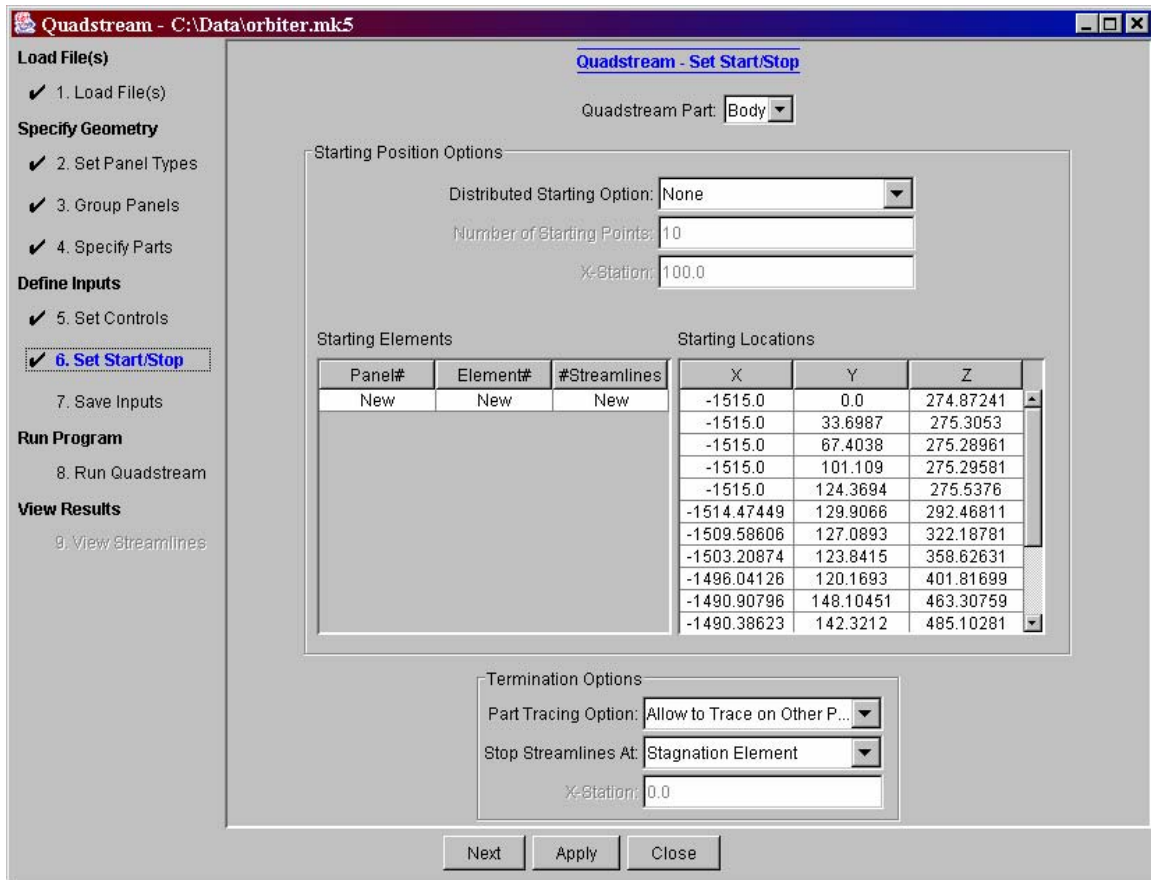 Quadstream - C:\Data\orbiter.mk5
Load File(s)
✔ 1. Load File(s)
Specify Geometry
✔ 2. Set Panel Types
✔ 3. Group Panels
✔ 4. Specify Parts
Define Inputs
✔ 5. Set Controls
✔ 6. Set Start/Stop
7. Save Inputs
Run Program
8. Run Quadstream
View Results
9. View Streamlines
Quadstream - Set Start/Stop
Quadstream Part: Body
Starting Position Options
Distributed Starting Option: None
Number of Starting Points: 10
X-Station: 100.0
Starting Elements
Panel# Element# #Streamlines
New New New
Starting Locations
X Y Z
-1515.0 0.0 274.87241
-1515.0 33.6987 275.3053
-1515.0 67.4038 275.28961
-1515.0 101.109 275.29581
-1515.0 124.3694 275.5376
-1514.47449 129.9066 292.46811
-1509.58606 127.0893 322.18781
-1503.20874 123.8415 358.62631
-1496.04126 120.1693 401.81699
-1490.90796 148.10451 463.30759
-1490.38623 142.3212 485.10281
Termination Options
Part Tracing Option: Allow to Trace on Other P...
Stop Streamlines At: Stagnation Element
X-Station: 0.0
Next Apply Close